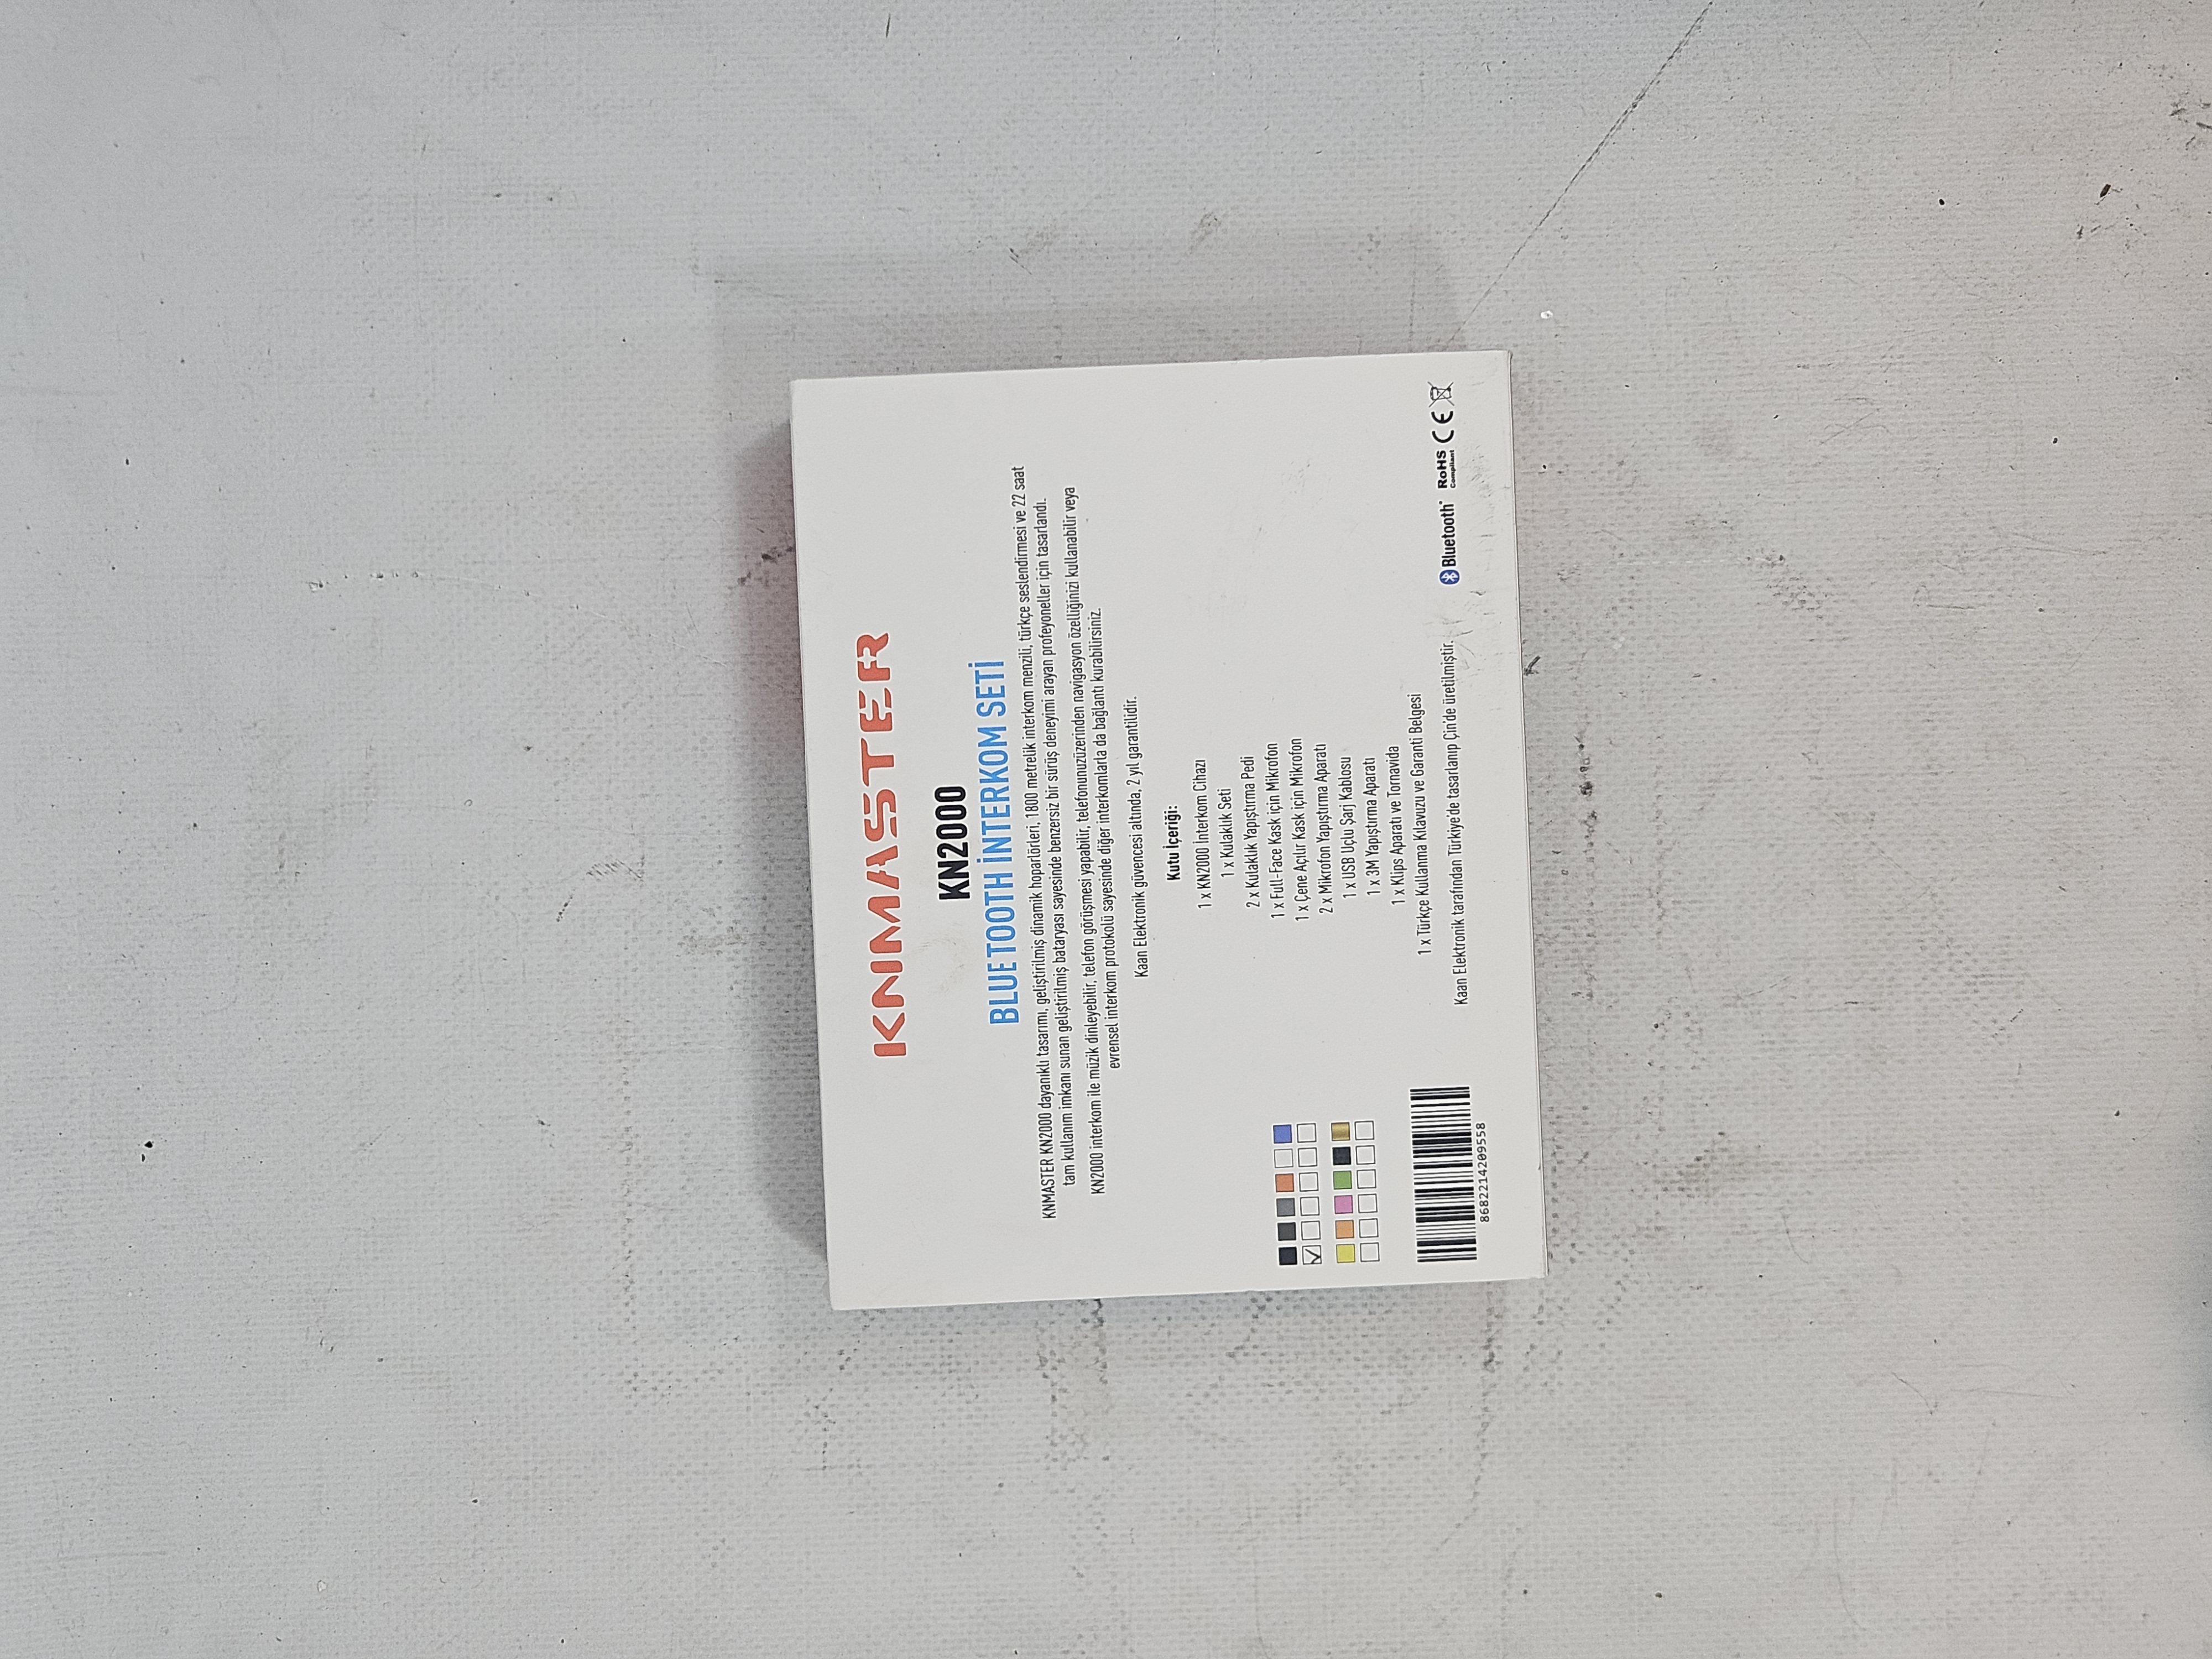 KNMASTER
KN2000
BLUETOOTH İNTERKOM SETİ
KNMASTER KN2000 dayanıklı tasarımı, geliştirilmiş dinamik hoparlörleri, 1800 metrelik interkom menzili, türkçe seslendirmesi ve 22 saat
tam kullanım imkanı sunan geliştirilmiş bataryası sayesinde benzersiz bir sürüş deneyimi arayan profeyoneller için tasarlandı.
KN2000 interkom ile müzik dinleyebilir, telefon görüşmesi yapabilir, telefonunuzüzerinden navigasyon özelliğinizi kullanabilir veya
evrensel interkom protokolü sayesinde diğer interkomlarla da bağlantı kurabilirsiniz.
Kaan Elektronik güvencesi altında, 2 yıl garantilidir.
Kutu İçeriği:
1 x KN2000 İnterkom Cihazı
1 x Kulaklık Seti
2 x Kulaklık Yapıştırma Pedi
1 x Full-Face Kask için Mikrofon
1 x Çene Açılır Kask için Mikrofon
2 x Mikrofon Yapıştırma Aparatı
1 x USB Uçlu Şarj Kablosu
1 x 3M Yapıştırma Aparatı
1 x Klips Aparatı ve Tornavida
1 x Türkçe Kullanma Kılavuzu ve Garanti Belgesi
Kaan Elektronik tarafından Türkiye'de tasarlanıp Çin'de üretilmiştir.
8682214209558
Bluetooth
RoHS
Compliant
CE